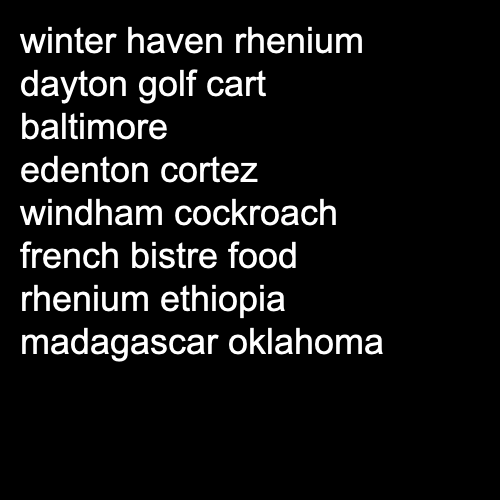 winter haven rhenium
dayton golf cart
baltimore
edenton cortez
windham cockroach
french bistre food
rhenium ethiopia
madagascar oklahoma